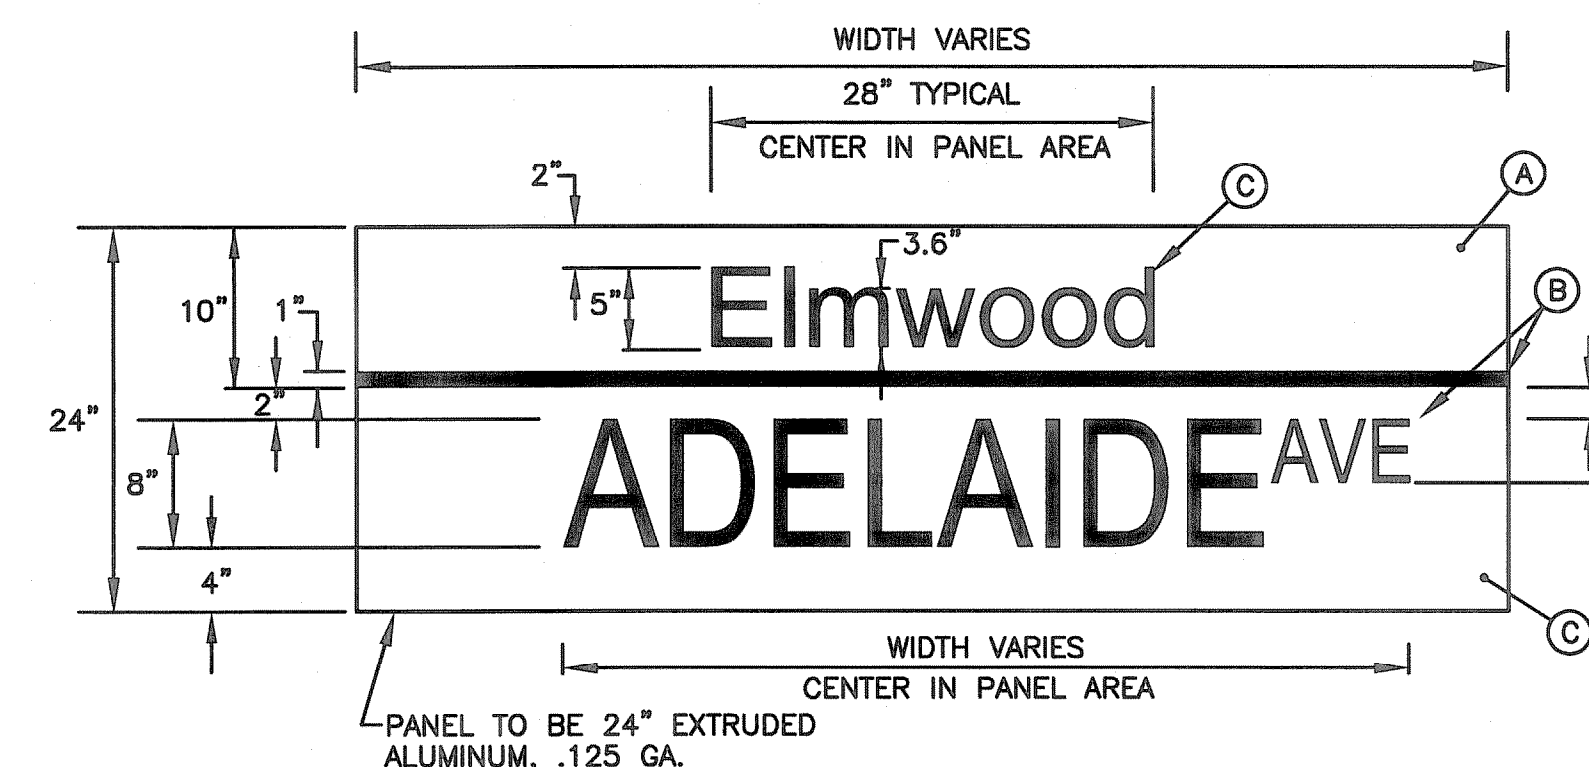 WIDTH VARIES
28" TYPICAL
CENTER IN PANEL AREA
2"
C
A
3.6"
Elmwood
5"
10"
1"
B
2"
24"
ADELAIDE AVE
8"
4"
C
WIDTH VARIES
CENTER IN PANEL AREA
PANEL TO BE 24" EXTRUDED
ALUMINUM, .125 GA.